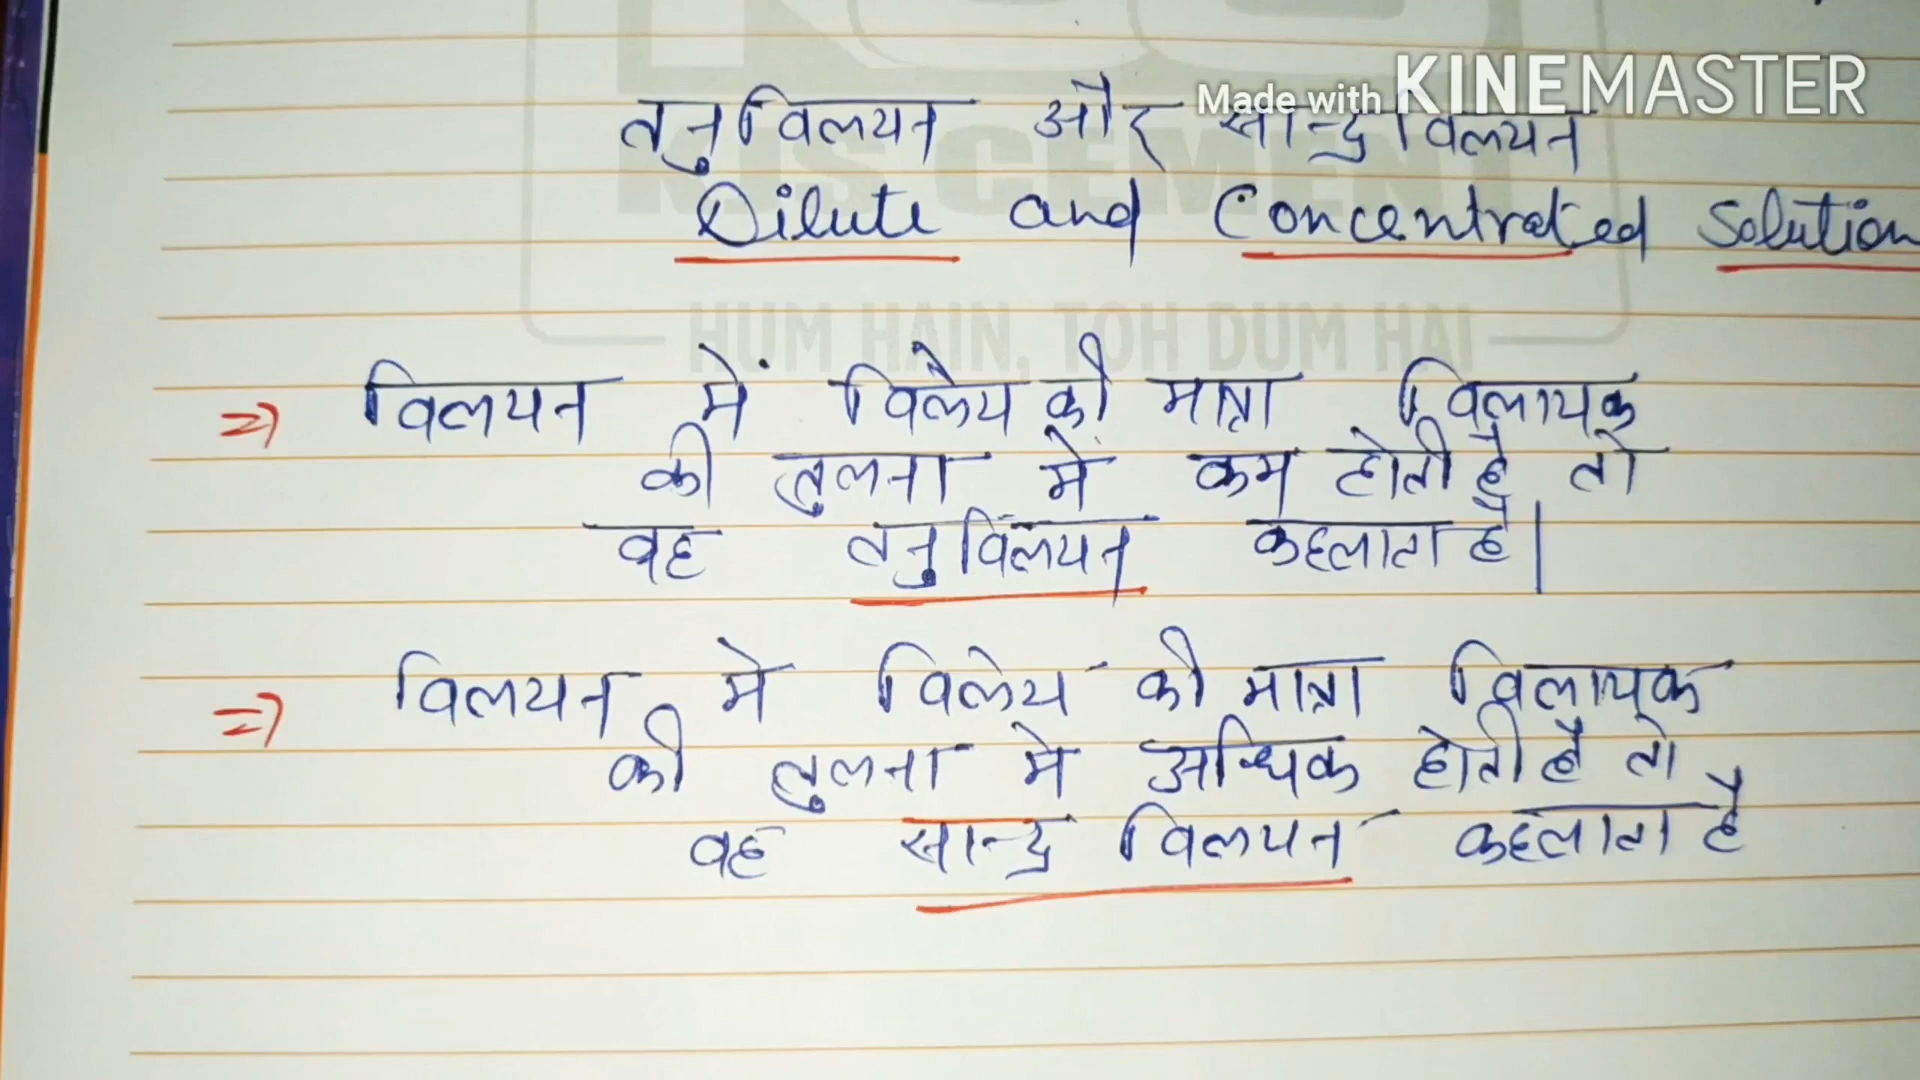 Made with KINEMASTER
तनु विलयन और सान्द्र विलयन
Dilute and Concentrated Solution
HUM HAIN, TOH DUM HAI
⇒ विलयन में विलेय की मात्रा विलायक
की तुलना में कम होती है तो
वह तनु विलयन कहलाता है।
⇒ विलयन मे विलेय की मात्रा विलायक
की तुलना मे अधिक होती है तो
वह सान्द्र विलयन कहलाता है